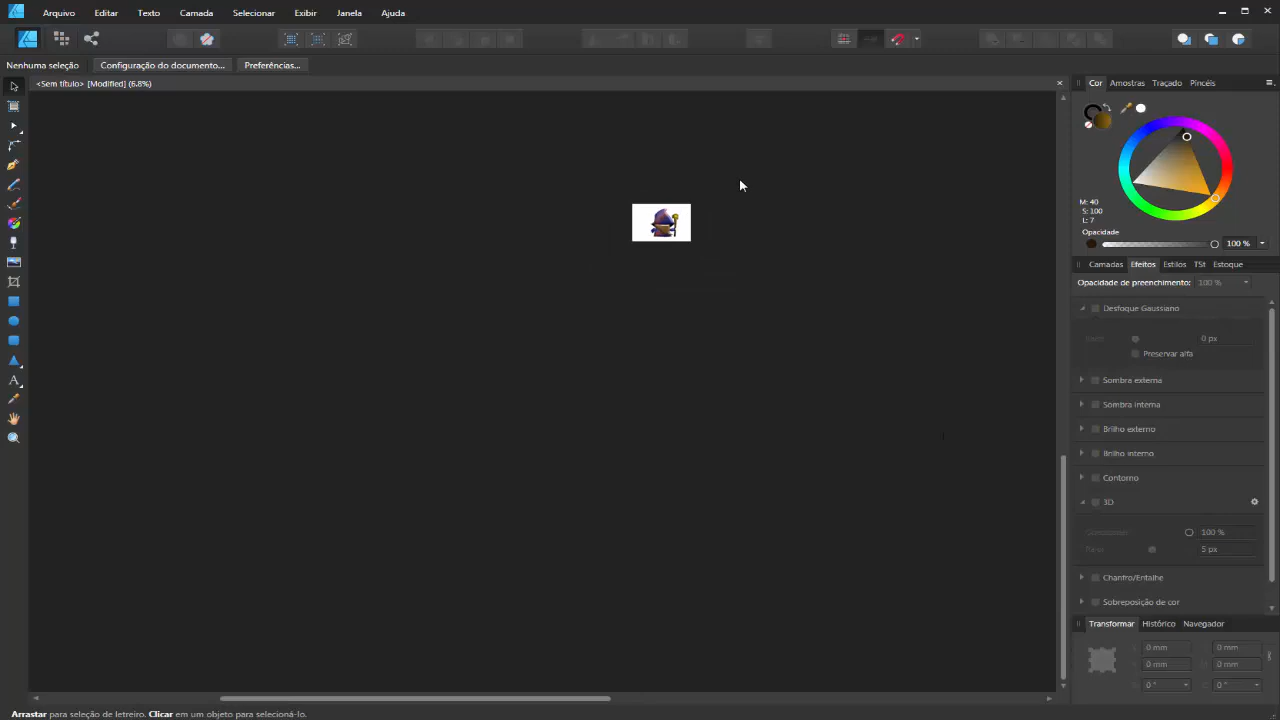 Arquivo Editar Texto Camada Selecionar Exibir Janela Ajuda
Nenhuma seleção Configuração do documento... Preferências...
<Sem título> [Modified] (6.8%)
Cor Amostras Traçado Pincéis
M: 40
S: 100
L: 7
Opacidade
100 %
Camadas Efeitos Estilos TSt Estoque
Opacidade de preenchimento: 100 %
Desfoque Gaussiano
0 px
Preservar alfa
Sombra externa
Sombra interna
Brilho externo
Brilho interno
Contorno
3D
100 %
5 px
Chanfro/Entalhe
Sobreposição de cor
Transformar Histórico Navegador
0 mm 0 mm
0 mm 0 mm
0 ° 0 °
Arrastar para seleção de letreiro. Clicar em um objeto para selecioná-lo.